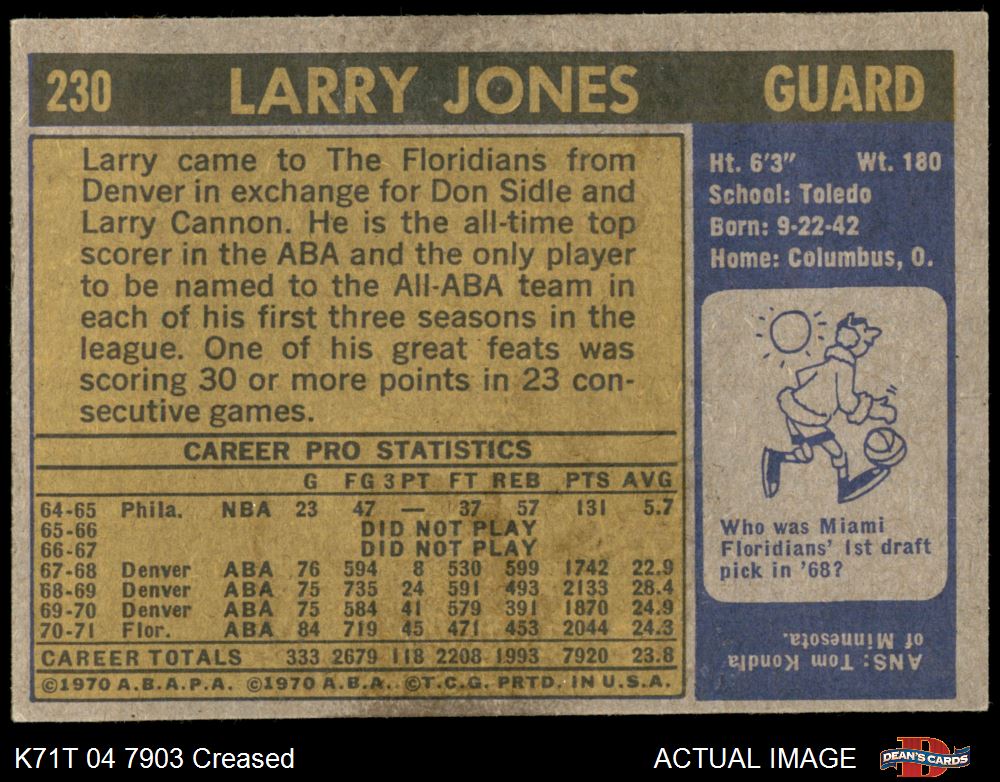 230 LARRY JONES GUARD
Larry came to The Floridians from
Denver in exchange for Don Sidle and
Larry Cannon. He is the all-time top
scorer in the ABA and the only player
to be named to the All-ABA team in
each of his first three seasons in the
league. One of his great feats was
scoring 30 or more points in 23 con-
secutive games.
Ht. 6'3" Wt. 180
School: Toledo
Born: 9-22-42
Home: Columbus, O.
CAREER PRO STATISTICS
G FG 3 PT FT REB PTS AVG
64-65 Phila. NBA 23 47 — 37 57 131 5.7
65-66 DID NOT PLAY
66-67 DID NOT PLAY
67-68 Denver ABA 76 594 8 530 599 1742 22.9
68-69 Denver ABA 75 735 24 591 493 2133 28.4
69-70 Denver ABA 75 584 41 579 391 1870 24.9
70-71 Flor. ABA 84 719 45 471 453 2044 24.3
CAREER TOTALS 333 2679 118 2208 1993 7920 23.8
©1970 A.B.A.P.A. ©1970 A.B.A. ©T.C.G. PRTD. IN U.S.A.
Who was Miami
Floridians' 1st draft
pick in '68?
ANS: Tom Kondla
of Minnesota.
K71T 04 7903 Creased ACTUAL IMAGE
D
DEAN'S CARDS